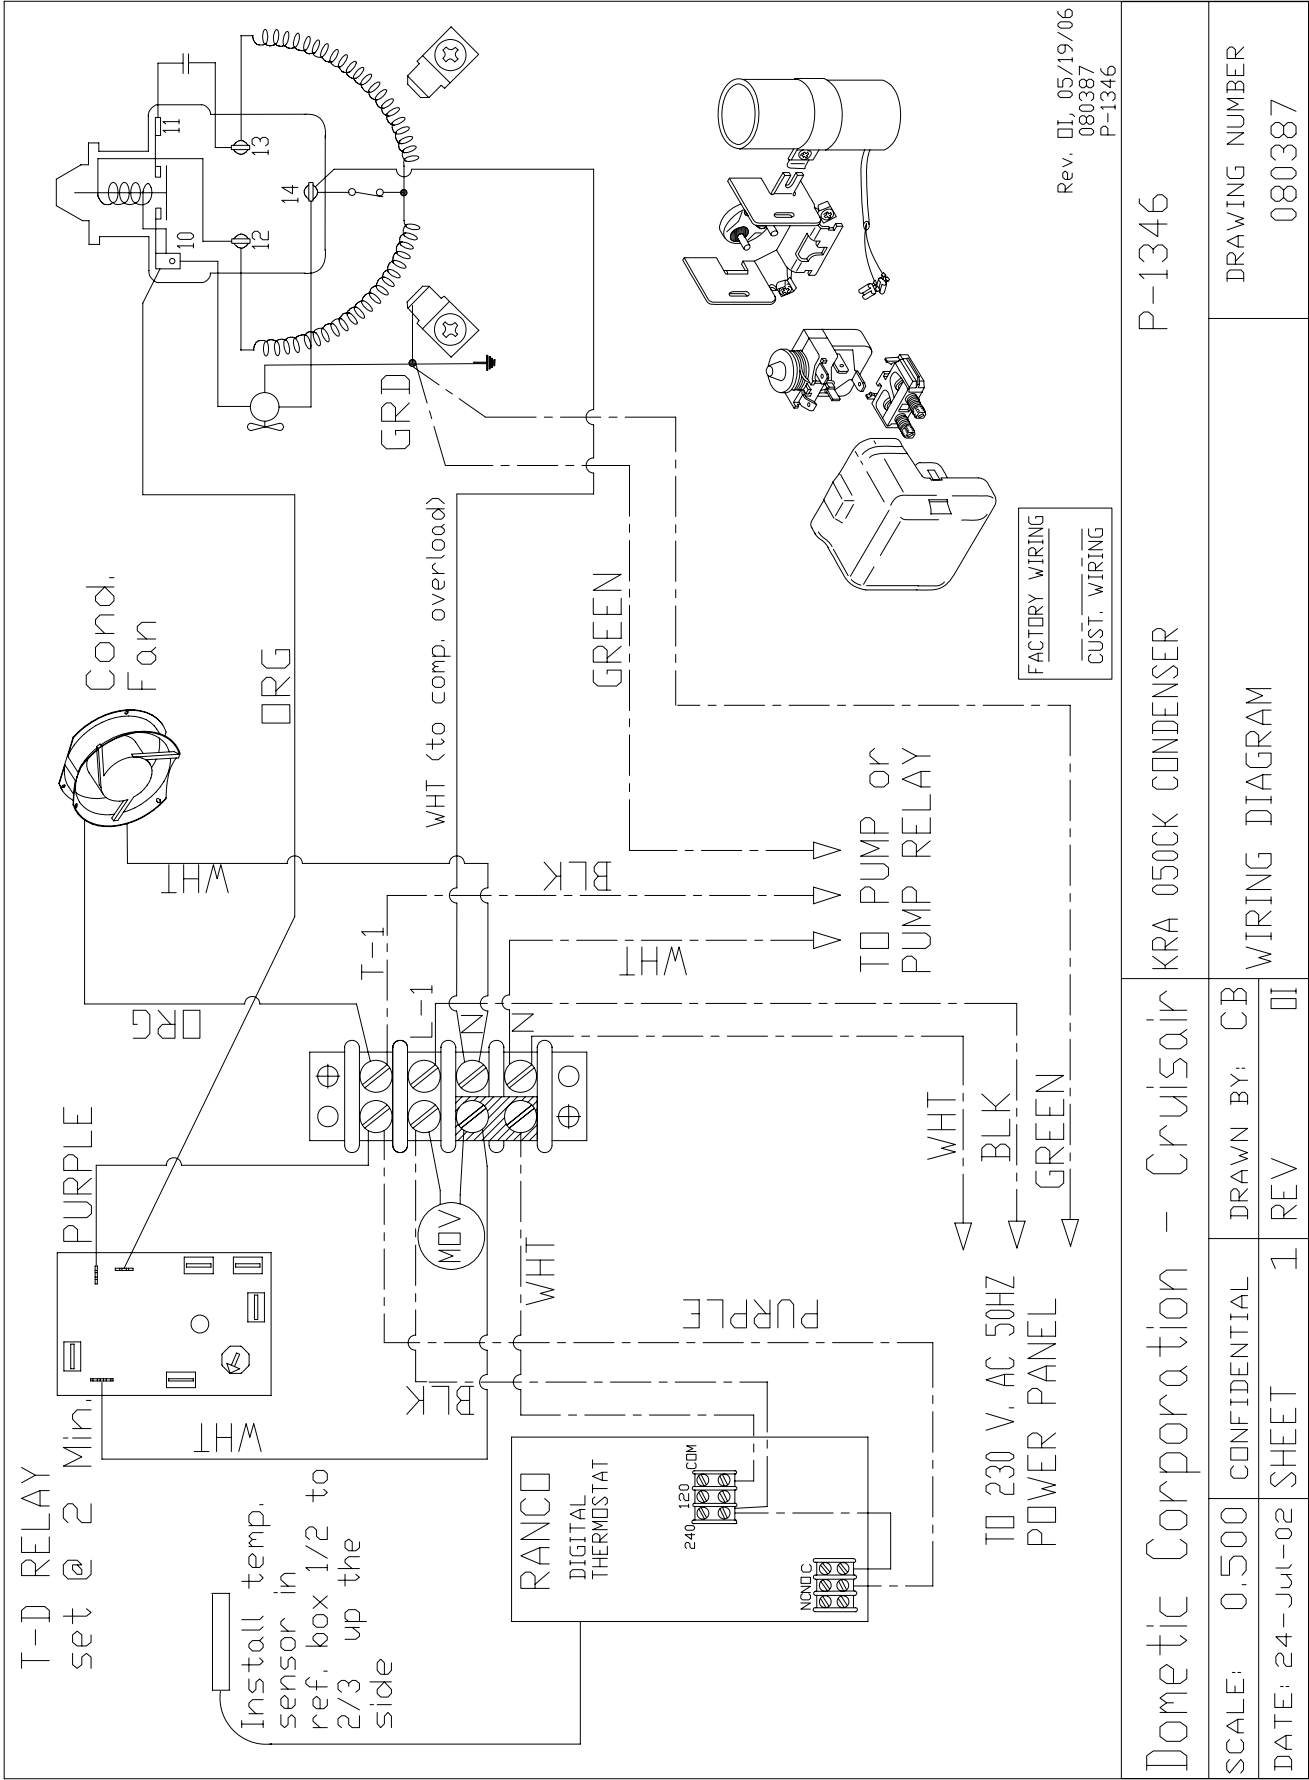 T-D RELAY
set @ 2 Min.
PURPLE
ORG
Cond.
Fan
WHT
WHT
ORG
Install temp.
sensor in
ref. box 1/2 to
2/3 up the
side
T-1
L-1
N
N
BLK
MOV
WHT
PURPLE
BLK
WHT
WHT (to comp. overload)
GRD
GREEN
10
11
12
13
14
RANCO
DIGITAL
THERMOSTAT
240 120 COM
NC NO C
TO PUMP or
PUMP RELAY
WHT
BLK
GREEN
TO 230 V. AC 50HZ
POWER PANEL
FACTORY WIRING
CUST. WIRING
Rev. OI, 05/19/06
080387
P-1346
Dometic Corporation - Cruisair
KRA 050CK CONDENSER
P-1346
SCALE: 0.500
CONFIDENTIAL
DRAWN BY: CB
WIRING DIAGRAM
DRAWING NUMBER
080387
DATE: 24-Jul-02
SHEET 1
REV OI